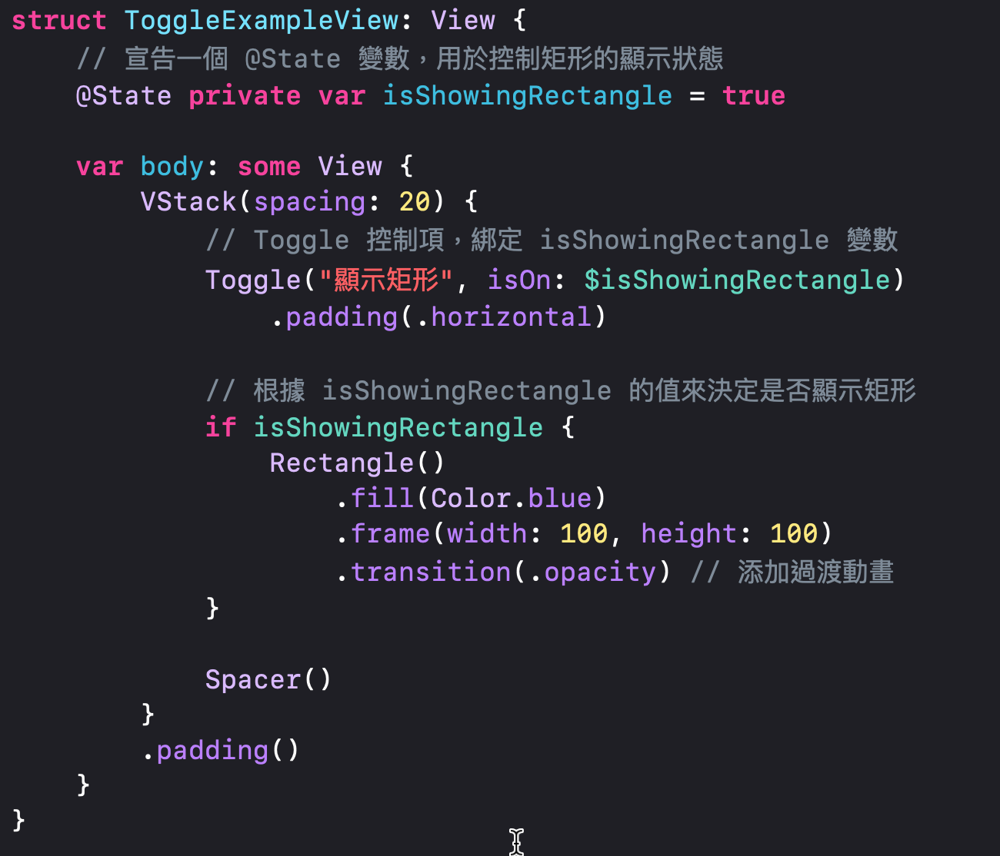 struct ToggleExampleView: View {
    // 宣告一個 @State 變數，用於控制矩形的顯示狀態
    @State private var isShowingRectangle = true
    var body: some View {
        VStack(spacing: 20) {
            // Toggle 控制項，綁定 isShowingRectangle 變數
            Toggle("顯示矩形", isOn: $isShowingRectangle)
                .padding(.horizontal)
            // 根據 isShowingRectangle 的值來決定是否顯示矩形
            if isShowingRectangle {
                Rectangle()
                    .fill(Color.blue)
                    .frame(width: 100, height: 100)
                    .transition(.opacity) // 添加過渡動畫
            }
            Spacer()
        }
        .padding()
    }
}